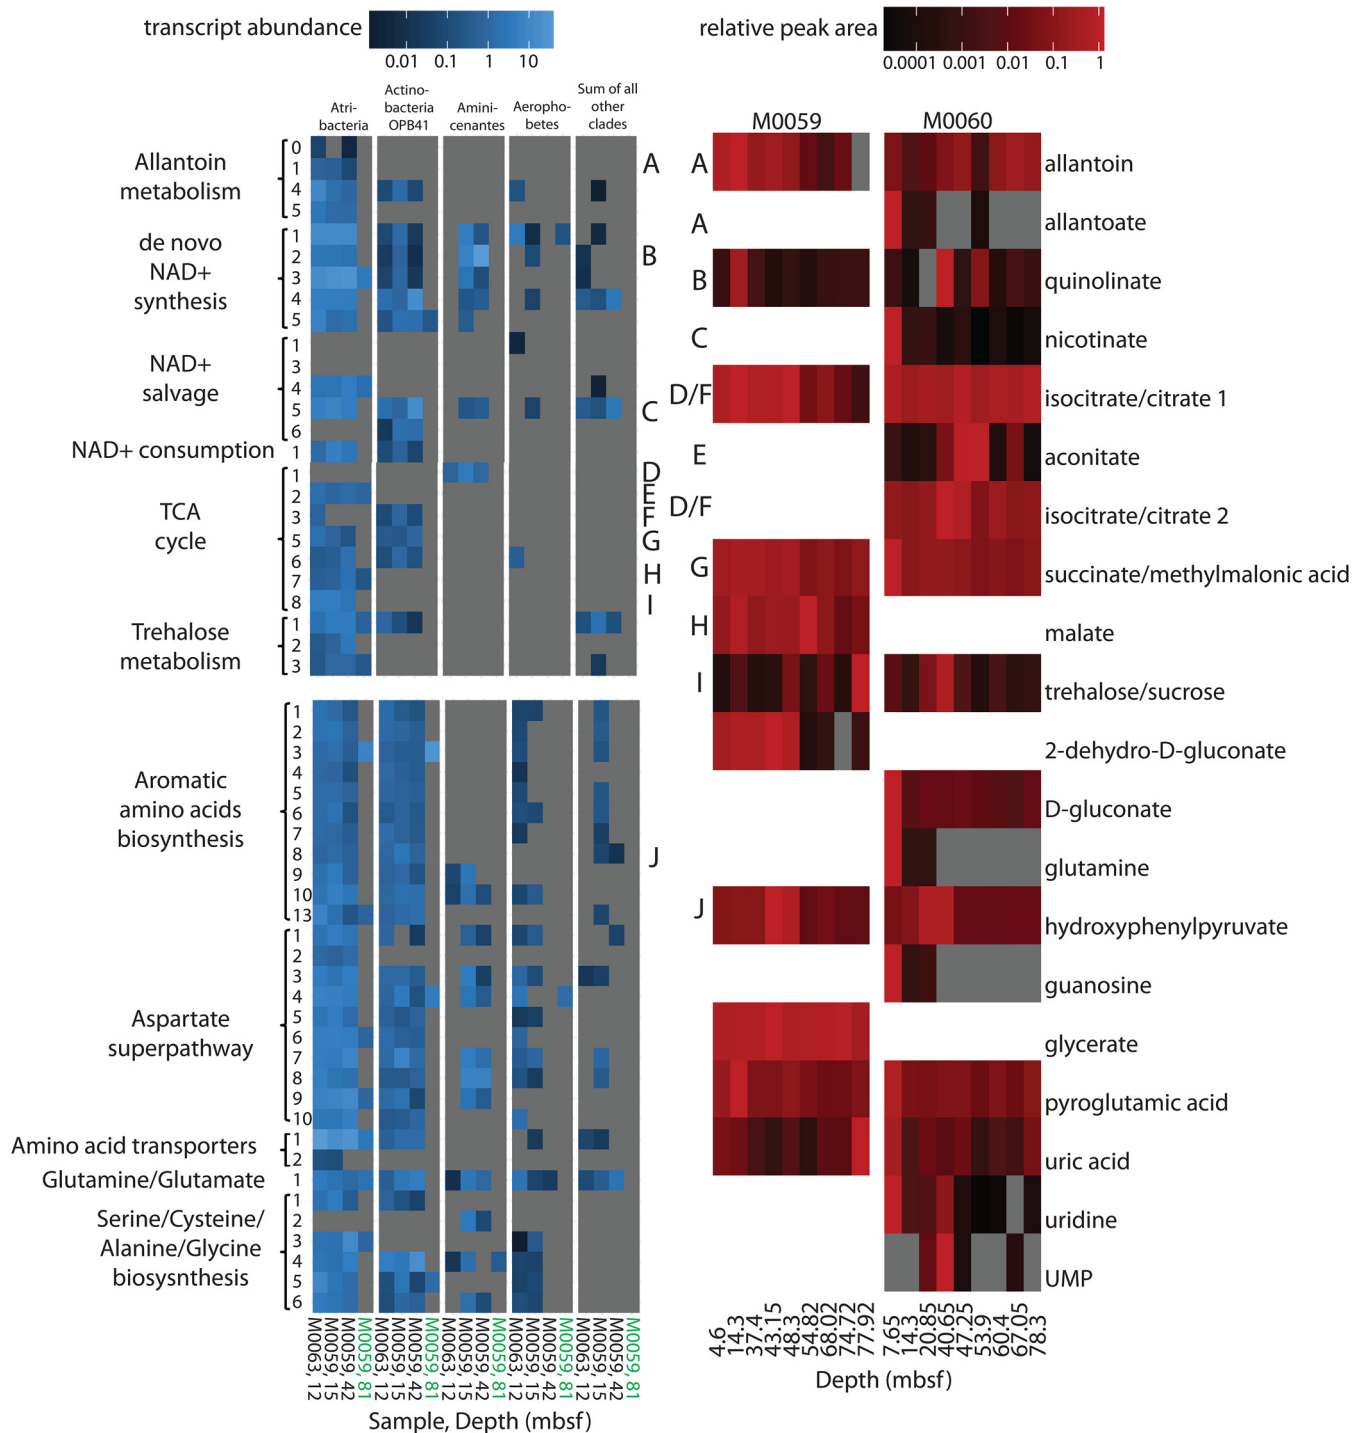 transcript abundance
0.01 0.1 1 10
relative peak area
0.0001 0.001 0.01 0.1 1
Atri-
bacteria
Actino-
bacteria
OPB41
Amini-
cenantes
Aeropho-
betes
Sum of all
other
clades
M0059
M0060
Allantoin
metabolism
0
1
4
5
de novo
NAD+
synthesis
1
2
3
4
5
NAD+
salvage
1
3
4
5
6
NAD+ consumption
1
TCA
cycle
1
2
3
5
6
7
8
Trehalose
metabolism
1
2
3
A
B
C
D
E
F
G
H
I
Aromatic
amino acids
biosynthesis
1
2
3
4
5
6
7
8
9
10
13
J
Aspartate
superpathway
1
2
3
4
5
6
7
8
9
10
Amino acid transporters
1
2
Glutamine/Glutamate
1
Serine/Cysteine/
Alanine/Glycine
biosysnthesis
1
2
3
4
5
6
M0063, 12
M0059, 15
M0059, 42
M0059, 81
M0063, 12
M0059, 15
M0059, 42
M0059, 81
M0063, 12
M0059, 15
M0059, 42
M0059, 81
M0063, 12
M0059, 15
M0059, 42
M0059, 81
M0063, 12
M0059, 15
M0059, 42
M0059, 81
Sample, Depth (mbsf)
A
A
B
C
D/F
E
D/F
G
H
I
J
allantoin
allantoate
quinolinate
nicotinate
isocitrate/citrate 1
aconitate
isocitrate/citrate 2
succinate/methylmalonic acid
malate
trehalose/sucrose
2-dehydro-D-gluconate
D-gluconate
glutamine
hydroxyphenylpyruvate
guanosine
glycerate
pyroglutamic acid
uric acid
uridine
UMP
4.6
14.3
37.4
43.15
48.3
54.82
68.02
74.72
77.92
7.65
14.3
20.85
40.65
47.25
53.9
60.4
67.05
78.3
Depth (mbsf)